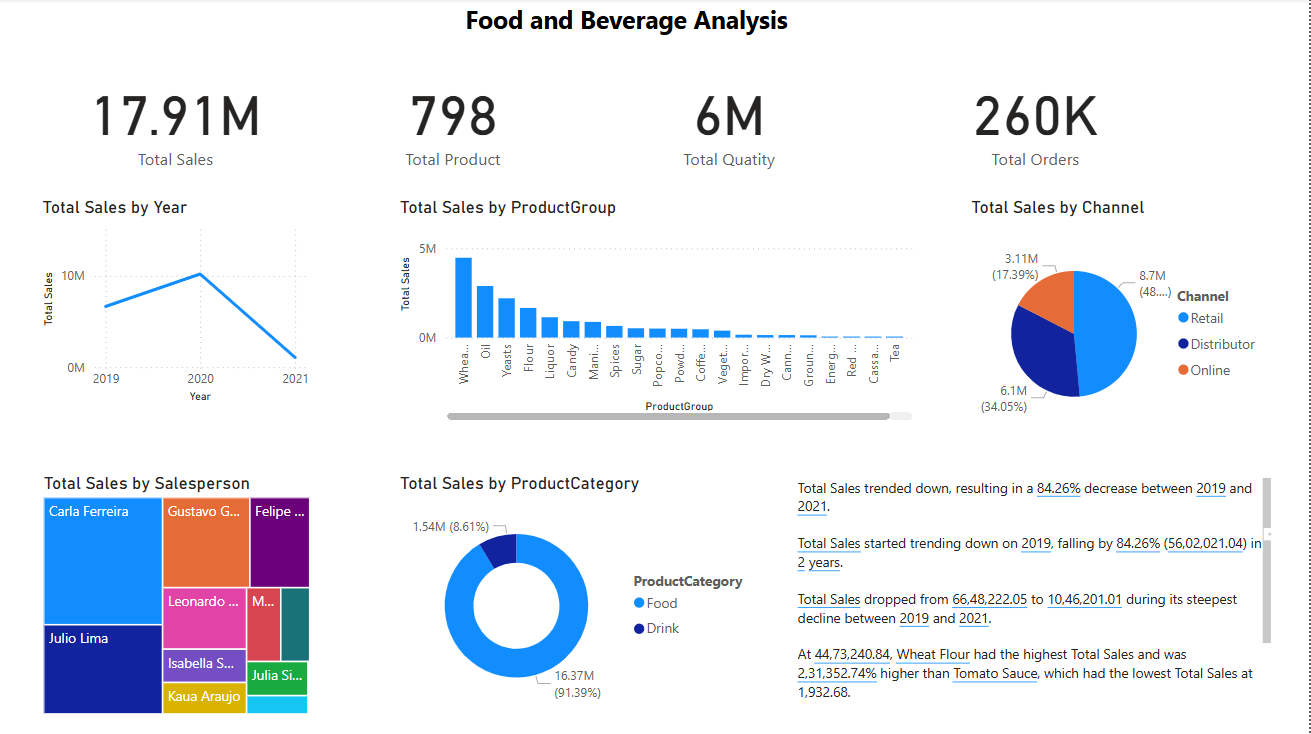 Food and Beverage Analysis
17.91M
Total Sales
798
Total Product
6M
Total Quatity
260K
Total Orders
Total Sales by Year
Total Sales
10M
0M
2019
2020
2021
Year
Total Sales by ProductGroup
Total Sales
5M
0M
Whea...
Oil
Yeasts
Flour
Liquor
Candy
Mani...
Spices
Sugar
Popco...
Powd...
Coffe...
Veget...
Impor...
Dry W...
Cann...
Groun...
Energ...
Red ...
Cassa...
Tea
ProductGroup
Total Sales by Channel
3.11M
(17.39%)
8.7M
(48....)
6.1M
(34.05%)
Channel
Retail
Distributor
Online
Total Sales by Salesperson
Carla Ferreira
Gustavo G...
Felipe ...
Leonardo ...
M...
Julio Lima
Isabella S...
Julia Si...
Kaua Araujo
Total Sales by ProductCategory
1.54M (8.61%)
16.37M
(91.39%)
ProductCategory
Food
Drink
Total Sales trended down, resulting in a 84.26% decrease between 2019 and
2021.
Total Sales started trending down on 2019, falling by 84.26% (56,02,021.04) in
2 years.
Total Sales dropped from 66,48,222.05 to 10,46,201.01 during its steepest
decline between 2019 and 2021.
At 44,73,240.84, Wheat Flour had the highest Total Sales and was
2,31,352.74% higher than Tomato Sauce, which had the lowest Total Sales at
1,932.68.